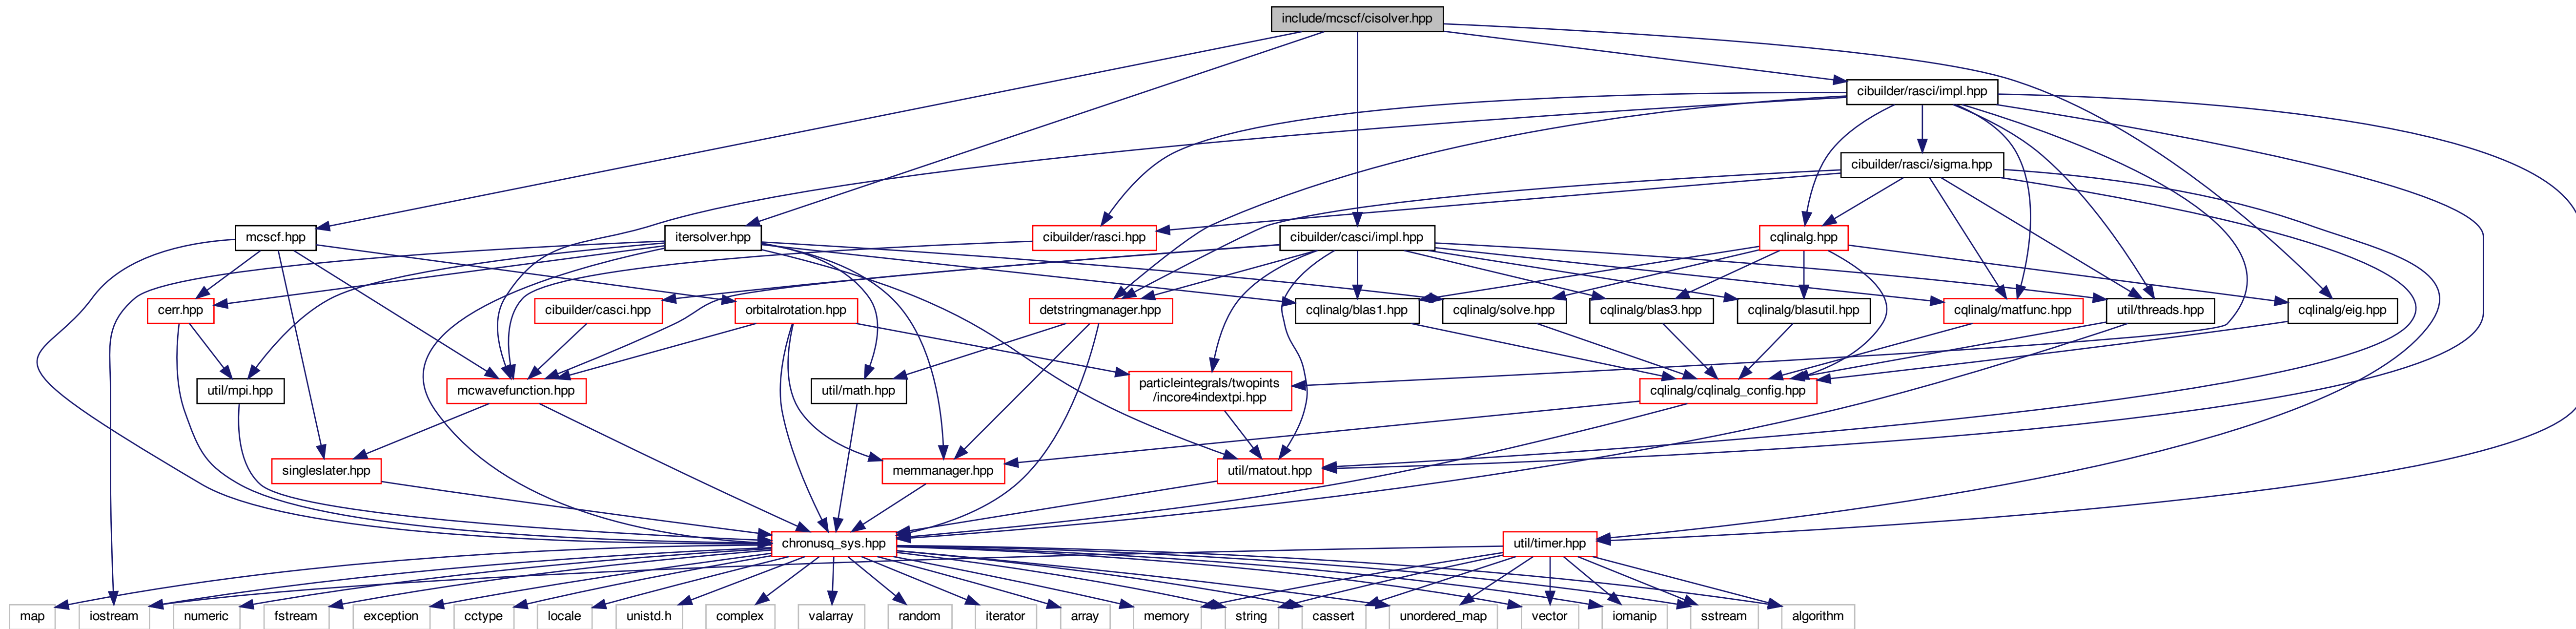 include/mcscf/cisolver.hpp
cibuilder/rasci/impl.hpp
cibuilder/rasci/sigma.hpp
mcscf.hpp
itersolver.hpp
cibuilder/rasci.hpp
cibuilder/casci/impl.hpp
cqlinalg.hpp
cerr.hpp
cibuilder/casci.hpp
orbitalrotation.hpp
detstringmanager.hpp
cqlinalg/blas1.hpp
cqlinalg/solve.hpp
cqlinalg/blas3.hpp
cqlinalg/blasutil.hpp
cqlinalg/matfunc.hpp
util/threads.hpp
cqlinalg/eig.hpp
util/mpi.hpp
mcwavefunction.hpp
util/math.hpp
particleintegrals/twopints
/incore4indextpi.hpp
cqlinalg/cqlinalg_config.hpp
singleslater.hpp
memmanager.hpp
util/matout.hpp
chronusq_sys.hpp
util/timer.hpp
map
iostream
numeric
fstream
exception
cctype
locale
unistd.h
complex
valarray
random
iterator
array
memory
string
cassert
unordered_map
vector
iomanip
sstream
algorithm